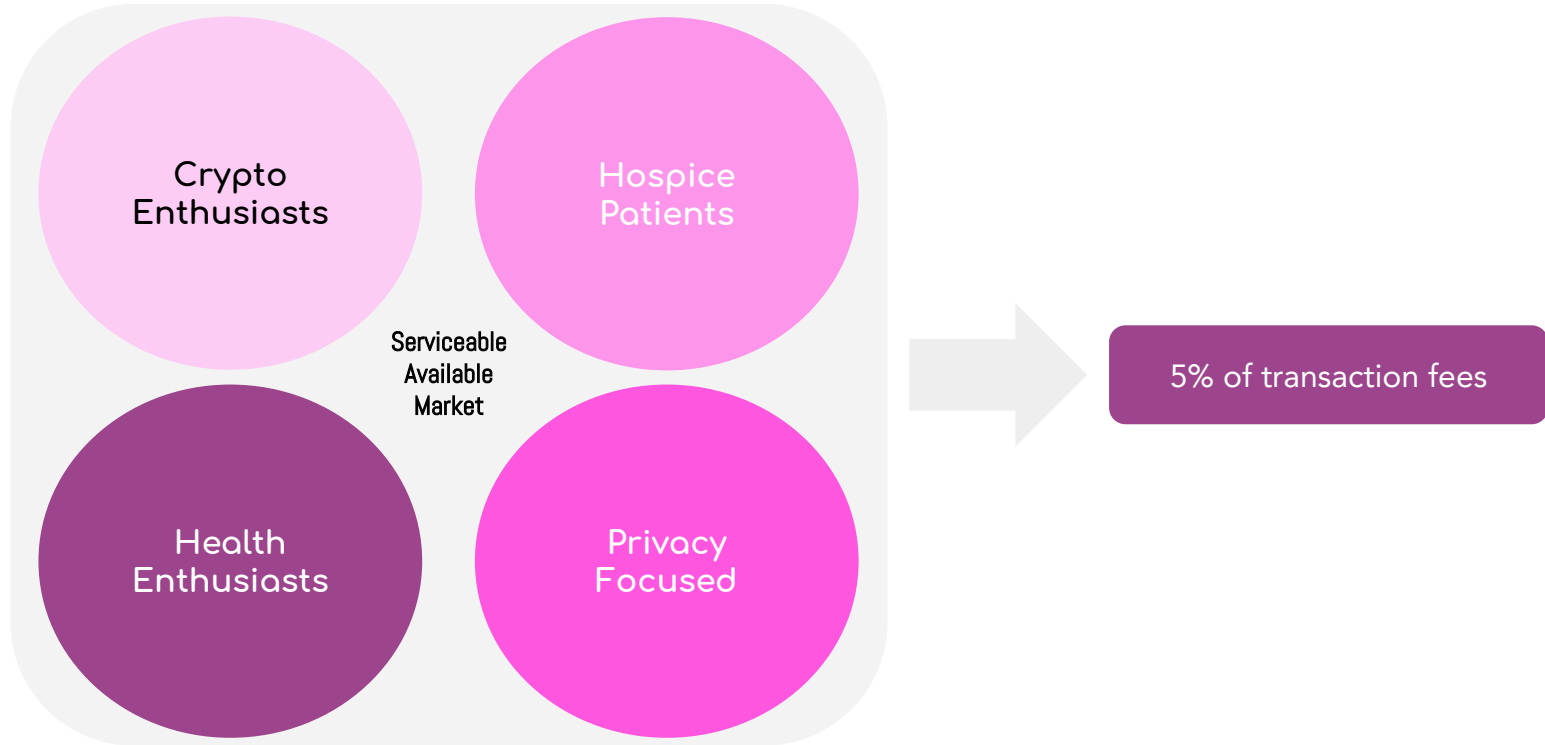 Crypto
Enthusiasts
Hospice
Patients
Serviceable
Available
Market
Health
Enthusiasts
Privacy
Focused
5% of transaction fees